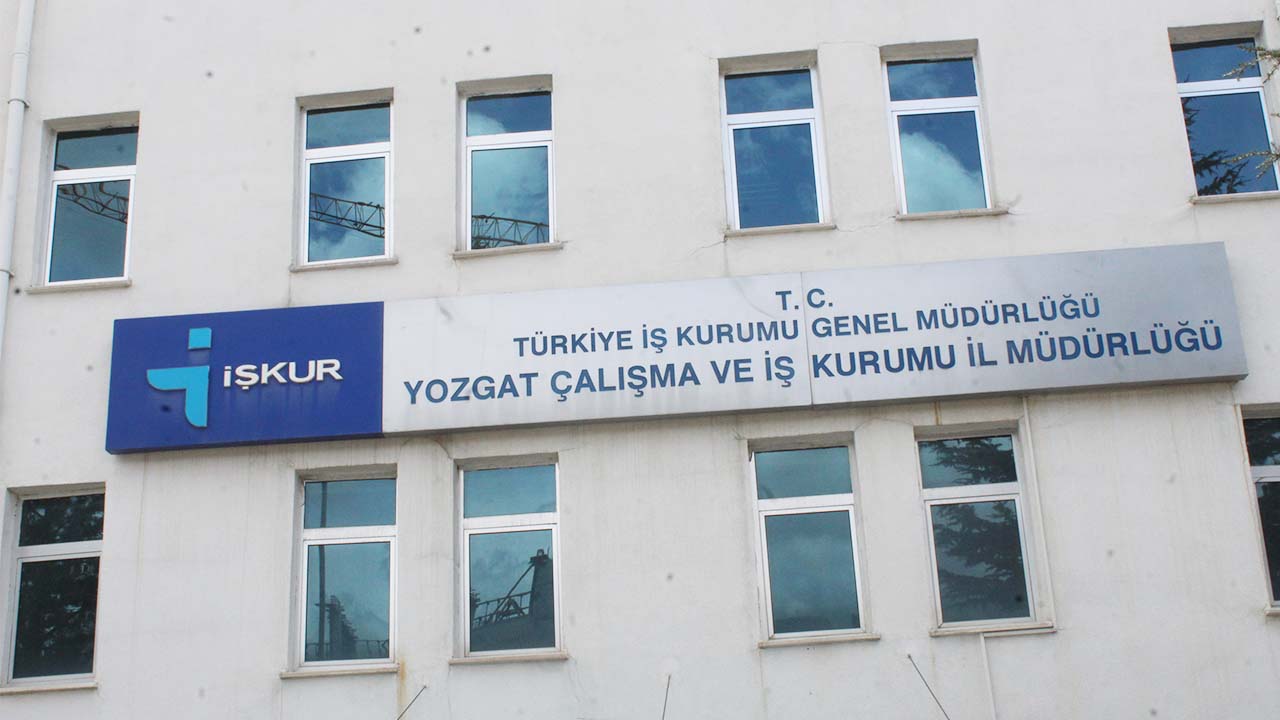 İŞKUR
T. C.
TÜRKİYE İŞ KURUMU GENEL MÜDÜRLÜĞÜ
YOZGAT ÇALIŞMA VE İŞ KURUMU İL MÜDÜRLÜĞÜ